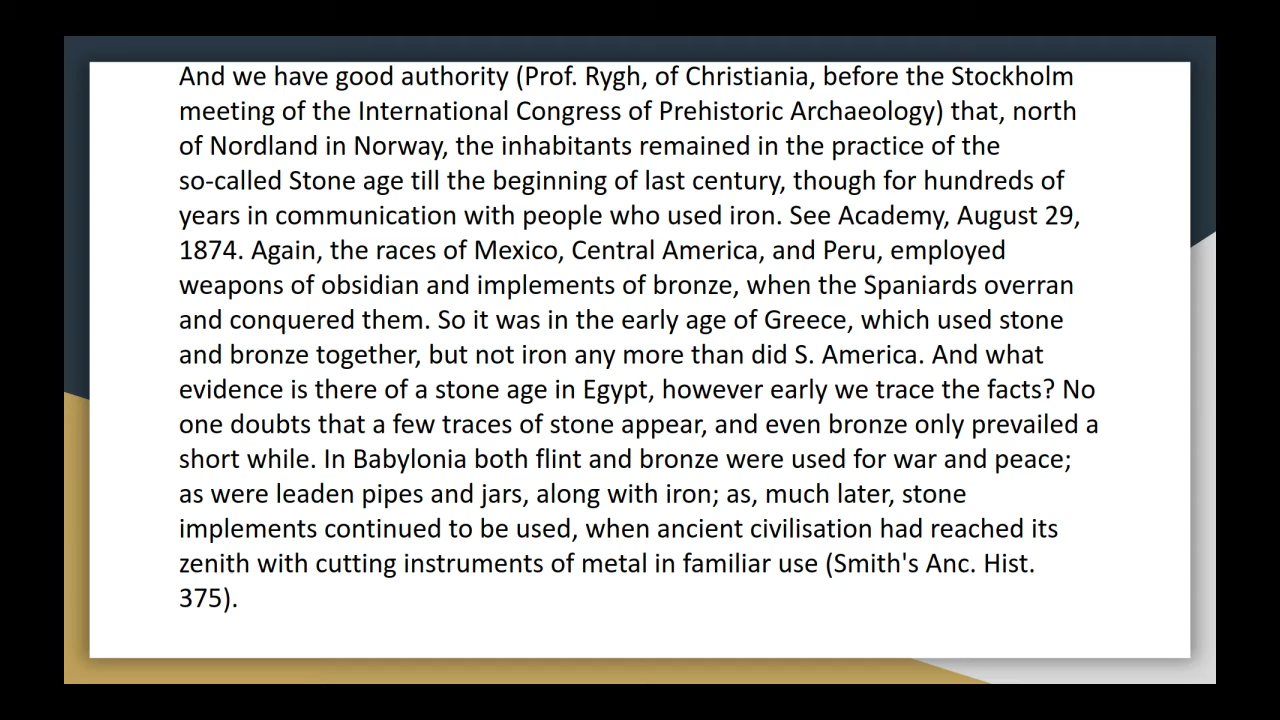 And we have good authority (Prof. Rygh, of Christiania, before the Stockholm
meeting of the International Congress of Prehistoric Archaeology) that, north
of Nordland in Norway, the inhabitants remained in the practice of the
so-called Stone age till the beginning of last century, though for hundreds of
years in communication with people who used iron. See Academy, August 29,
1874. Again, the races of Mexico, Central America, and Peru, employed
weapons of obsidian and implements of bronze, when the Spaniards overran
and conquered them. So it was in the early age of Greece, which used stone
and bronze together, but not iron any more than did S. America. And what
evidence is there of a stone age in Egypt, however early we trace the facts? No
one doubts that a few traces of stone appear, and even bronze only prevailed a
short while. In Babylonia both flint and bronze were used for war and peace;
as were leaden pipes and jars, along with iron; as, much later, stone
implements continued to be used, when ancient civilisation had reached its
zenith with cutting instruments of metal in familiar use (Smith's Anc. Hist.
375).